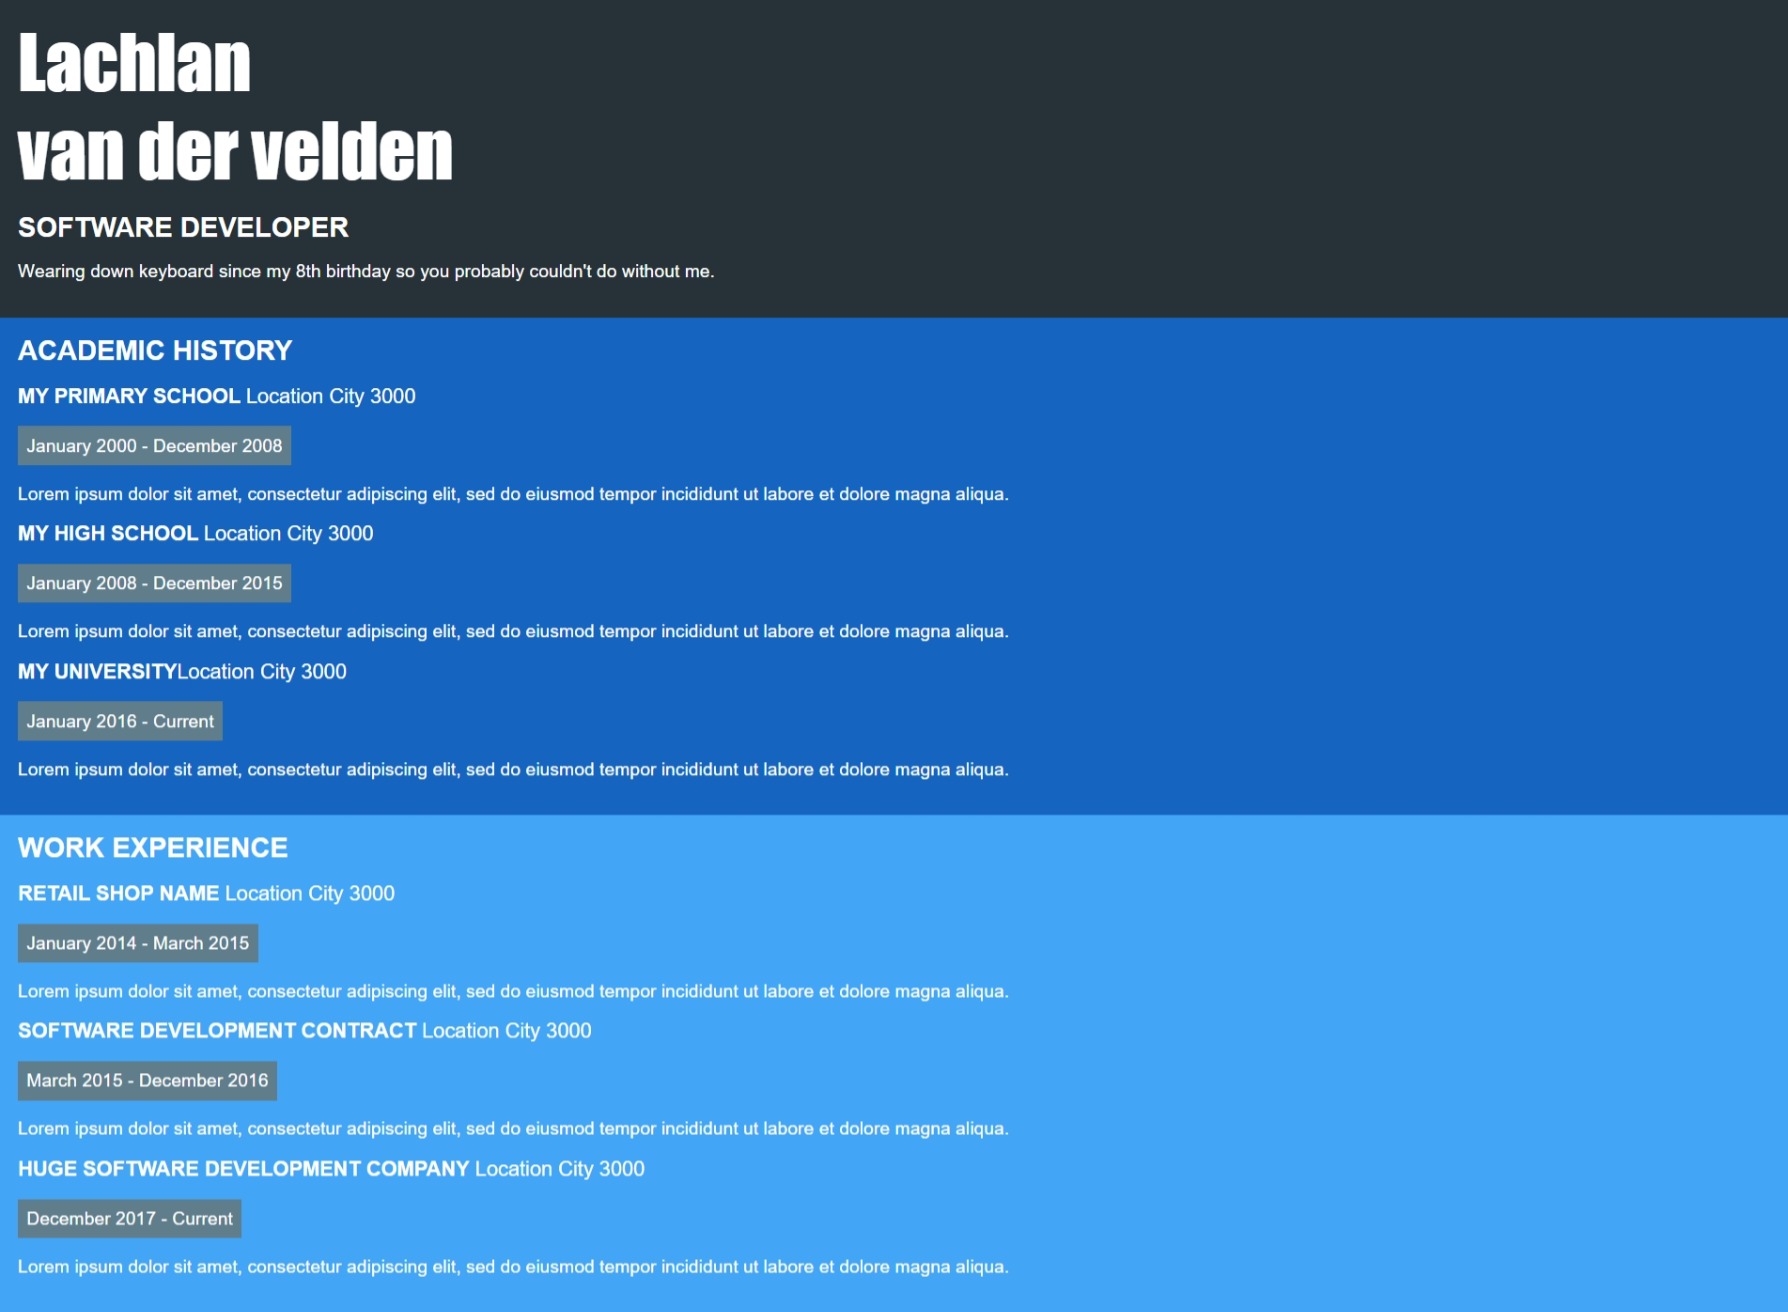 Lachlan
van der velden
SOFTWARE DEVELOPER
Wearing down keyboard since my 8th birthday so you probably couldn't do without me.
ACADEMIC HISTORY
MY PRIMARY SCHOOL Location City 3000
January 2000 - December 2008
Lorem ipsum dolor sit amet, consectetur adipiscing elit, sed do eiusmod tempor incididunt ut labore et dolore magna aliqua.
MY HIGH SCHOOL Location City 3000
January 2008 - December 2015
Lorem ipsum dolor sit amet, consectetur adipiscing elit, sed do eiusmod tempor incididunt ut labore et dolore magna aliqua.
MY UNIVERSITYLocation City 3000
January 2016 - Current
Lorem ipsum dolor sit amet, consectetur adipiscing elit, sed do eiusmod tempor incididunt ut labore et dolore magna aliqua.
WORK EXPERIENCE
RETAIL SHOP NAME Location City 3000
January 2014 - March 2015
Lorem ipsum dolor sit amet, consectetur adipiscing elit, sed do eiusmod tempor incididunt ut labore et dolore magna aliqua.
SOFTWARE DEVELOPMENT CONTRACT Location City 3000
March 2015 - December 2016
Lorem ipsum dolor sit amet, consectetur adipiscing elit, sed do eiusmod tempor incididunt ut labore et dolore magna aliqua.
HUGE SOFTWARE DEVELOPMENT COMPANY Location City 3000
December 2017 - Current
Lorem ipsum dolor sit amet, consectetur adipiscing elit, sed do eiusmod tempor incididunt ut labore et dolore magna aliqua.